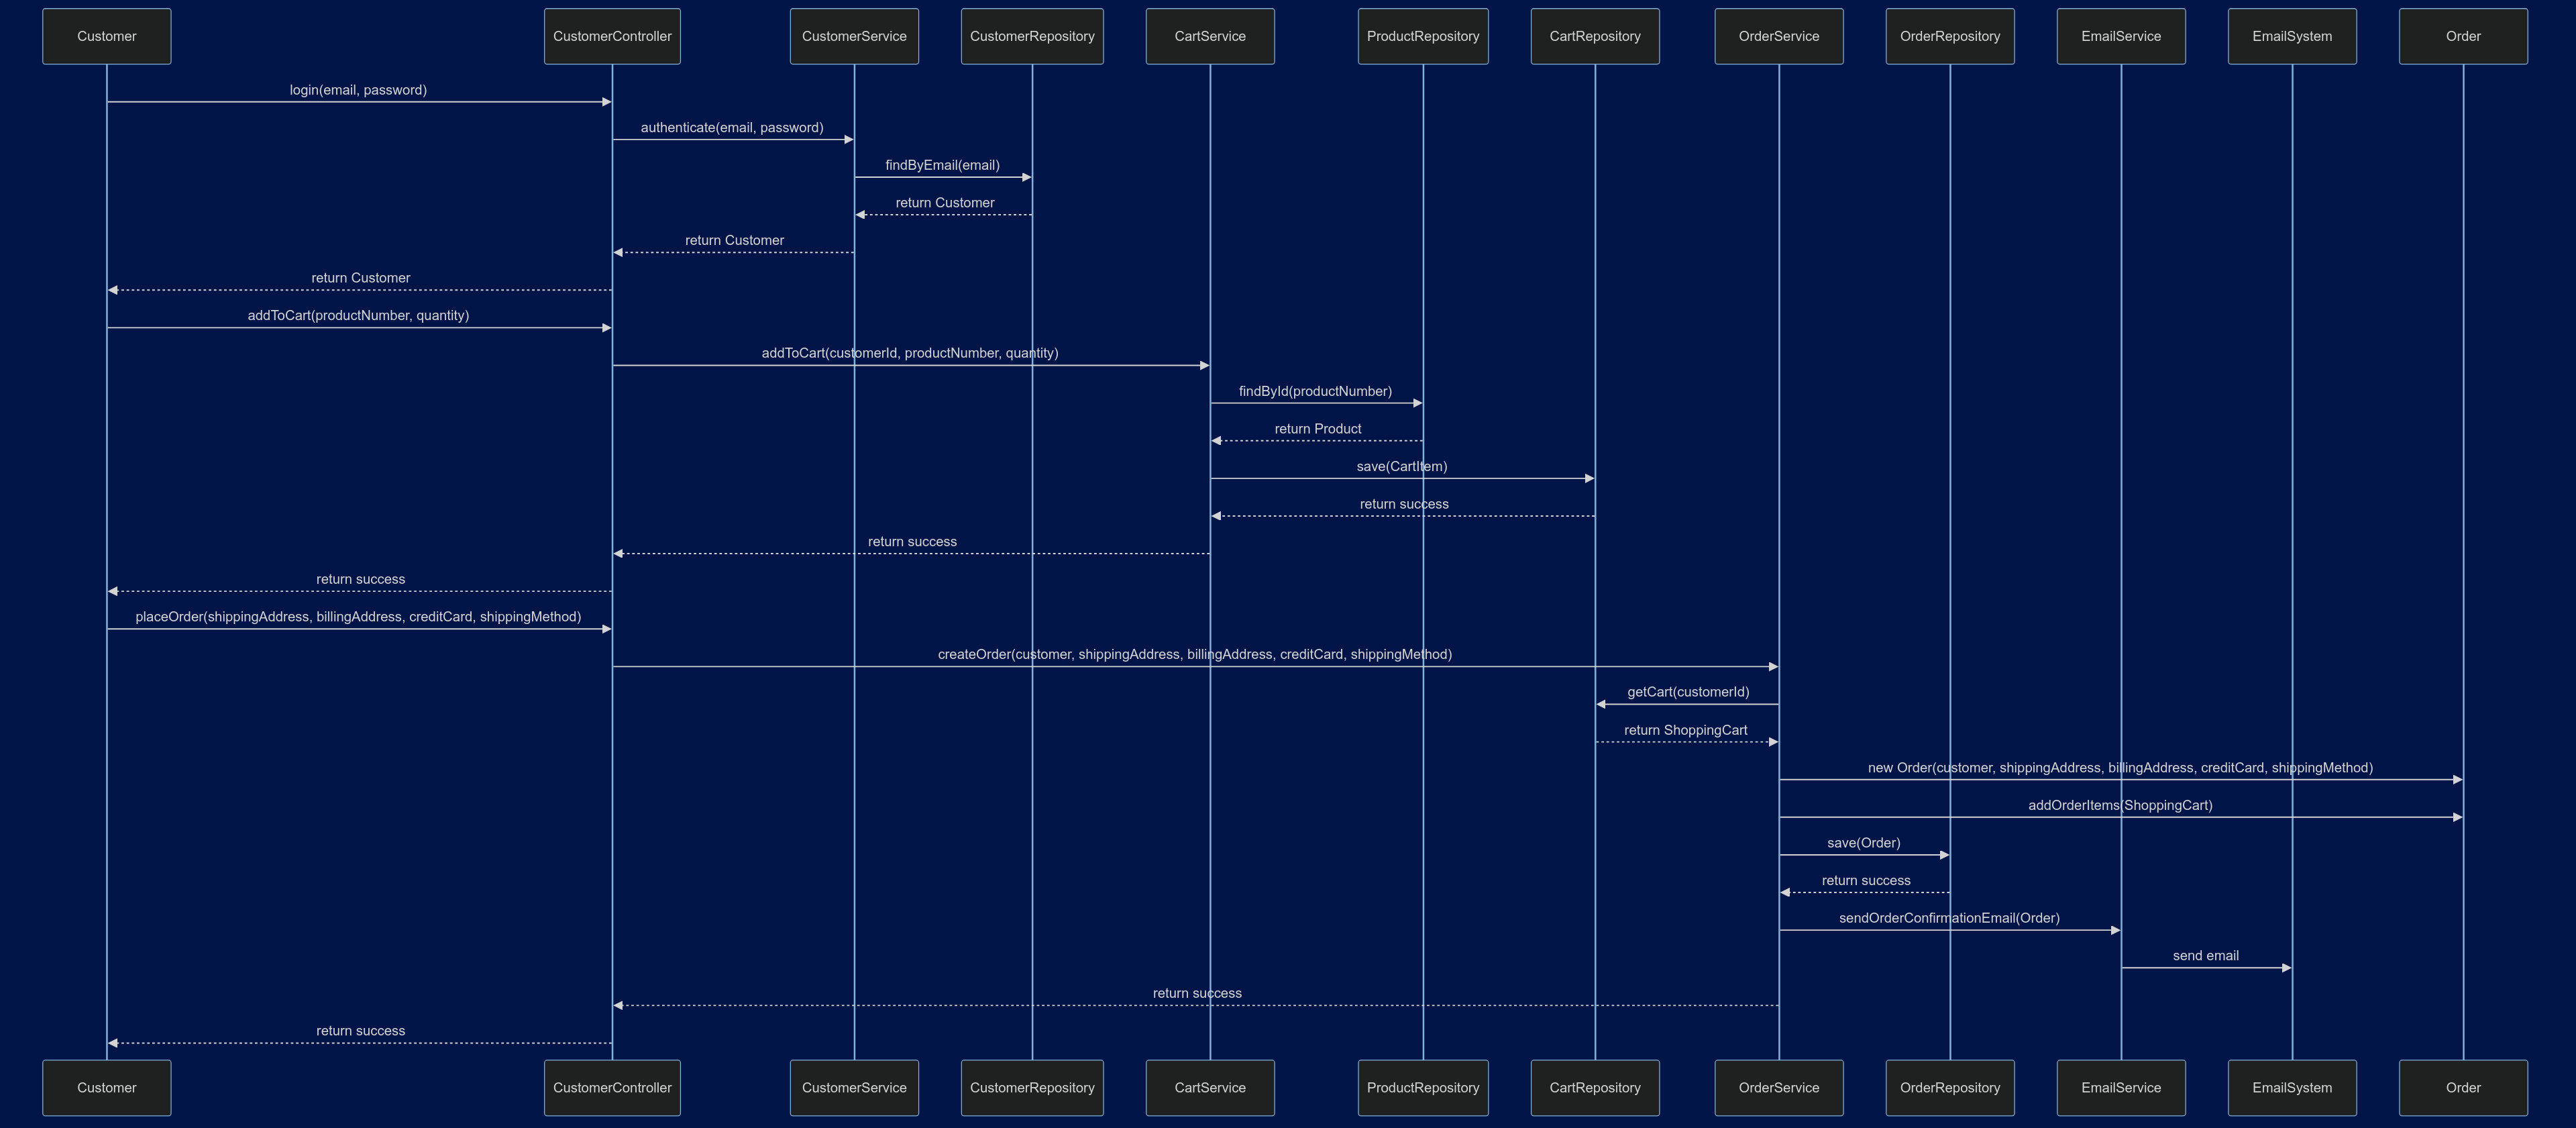 Customer
CustomerController
CustomerService
CustomerRepository
CartService
ProductRepository
CartRepository
OrderService
OrderRepository
EmailService
EmailSystem
Order
login(email, password)
authenticate(email, password)
findByEmail(email)
return Customer
return Customer
return Customer
addToCart(productNumber, quantity)
addToCart(customerId, productNumber, quantity)
findById(productNumber)
return Product
save(CartItem)
return success
return success
return success
placeOrder(shippingAddress, billingAddress, creditCard, shippingMethod)
createOrder(customer, shippingAddress, billingAddress, creditCard, shippingMethod)
getCart(customerId)
return ShoppingCart
new Order(customer, shippingAddress, billingAddress, creditCard, shippingMethod)
addOrderItems(ShoppingCart)
save(Order)
return success
sendOrderConfirmationEmail(Order)
send email
return success
return success
Customer
CustomerController
CustomerService
CustomerRepository
CartService
ProductRepository
CartRepository
OrderService
OrderRepository
EmailService
EmailSystem
Order